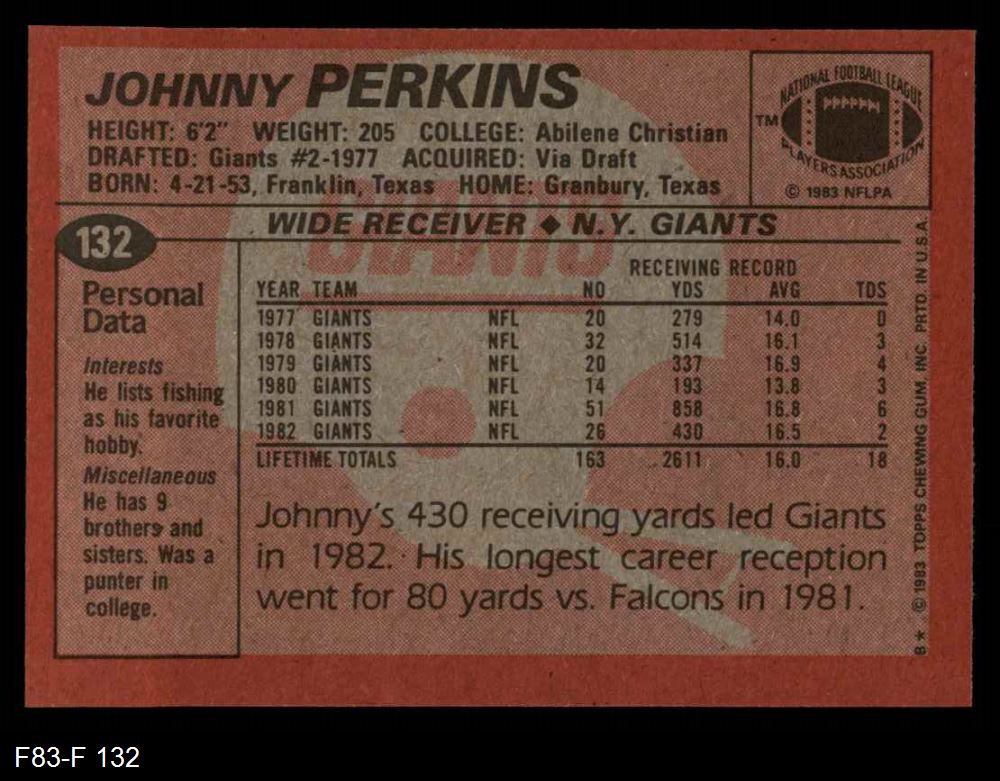 JOHNNY PERKINS
HEIGHT: 6'2" WEIGHT: 205 COLLEGE: Abilene Christian
DRAFTED: Giants #2-1977 ACQUIRED: Via Draft
BORN: 4-21-53, Franklin, Texas HOME: Granbury, Texas
NATIONAL FOOTBALL LEAGUE
TM
PLAYERS ASSOCIATION
© 1983 NFLPA
WIDE RECEIVER ◆ N.Y. GIANTS
132
GIANTS
Personal
Data
Interests
He lists fishing
as his favorite
hobby.
Miscellaneous
He has 9
brothers and
sisters. Was a
punter in
college.
RECEIVING RECORD
YEAR TEAM NO YDS AVG TDS
1977 GIANTS NFL 20 279 14.0 0
1978 GIANTS NFL 32 514 16.1 3
1979 GIANTS NFL 20 337 16.9 4
1980 GIANTS NFL 14 193 13.8 3
1981 GIANTS NFL 51 858 16.8 6
1982 GIANTS NFL 26 430 16.5 2
LIFETIME TOTALS 163 2611 16.0 18
Johnny's 430 receiving yards led Giants
in 1982. His longest career reception
went for 80 yards vs. Falcons in 1981.
B★ © 1983 TOPPS CHEWING GUM, INC. PRTD IN U.S.A.
F83-F 132